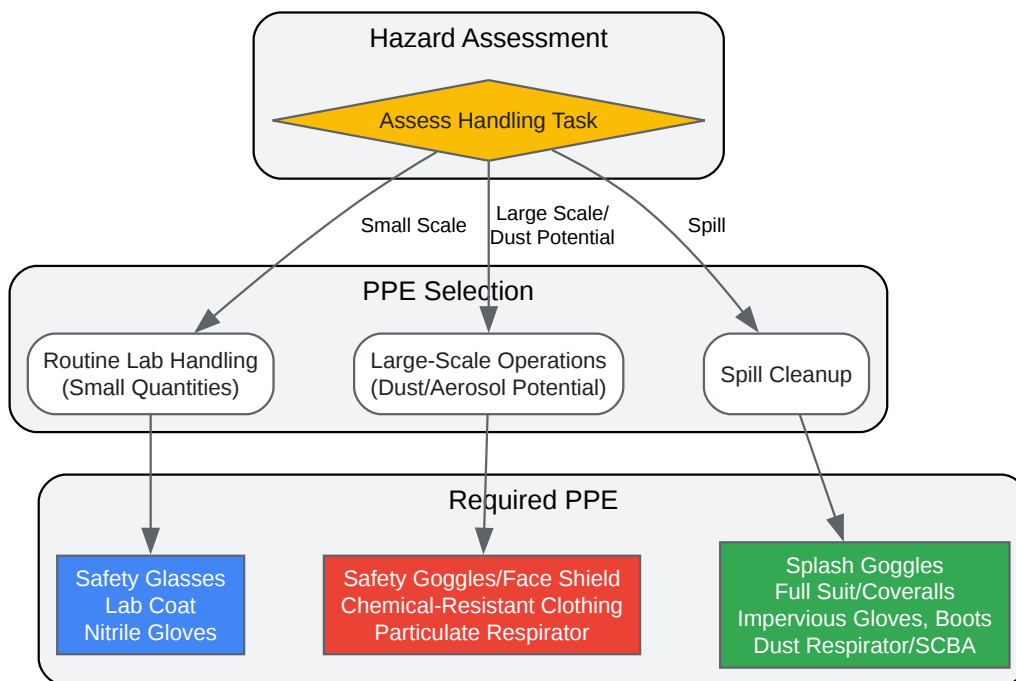 Hazard Assessment
Assess Handling Task
Small Scale
Large Scale/
Dust Potential
Spill
PPE Selection
Routine Lab Handling
(Small Quantities)
Large-Scale Operations
(Dust/Aerosol Potential)
Spill Cleanup
Required PPE
Safety Glasses
Lab Coat
Nitrile Gloves
Safety Goggles/Face Shield
Chemical-Resistant Clothing
Particulate Respirator
Splash Goggles
Full Suit/Coveralls
Impervious Gloves, Boots
Dust Respirator/SCBA